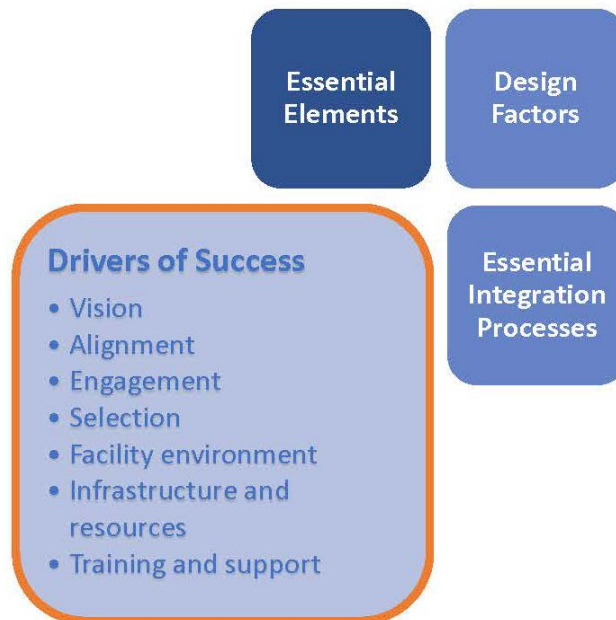 Essential
Elements
Design
Factors
Drivers of Success
• Vision
• Alignment
• Engagement
• Selection
• Facility environment
• Infrastructure and
resources
• Training and support
Essential
Integration
Processes